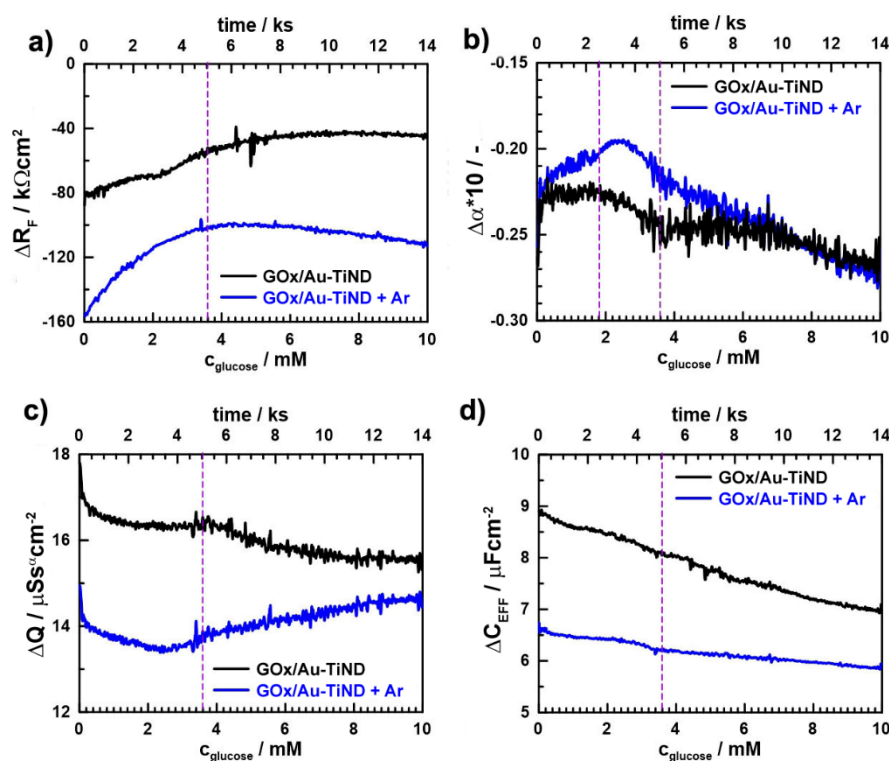 a)
time / ks
0 2 4 6 8 10 12 14
0
-40
-80
-120
-160
ΔR_F / kΩcm²
GOx/Au-TiND
GOx/Au-TiND + Ar
0 2 4 6 8 10
c_glucose / mM
b)
time / ks
0 2 4 6 8 10 12 14
-0.15
-0.20
-0.25
-0.30
Δα*10 / -
GOx/Au-TiND
GOx/Au-TiND + Ar
0 2 4 6 8 10
c_glucose / mM
c)
time / ks
0 2 4 6 8 10 12 14
18
16
14
12
ΔQ / μSs^αcm⁻²
GOx/Au-TiND
GOx/Au-TiND + Ar
0 2 4 6 8 10
c_glucose / mM
d)
time / ks
0 2 4 6 8 10 12 14
10
9
8
7
6
5
ΔC_EFF / μFcm⁻²
GOx/Au-TiND
GOx/Au-TiND + Ar
0 2 4 6 8 10
c_glucose / mM